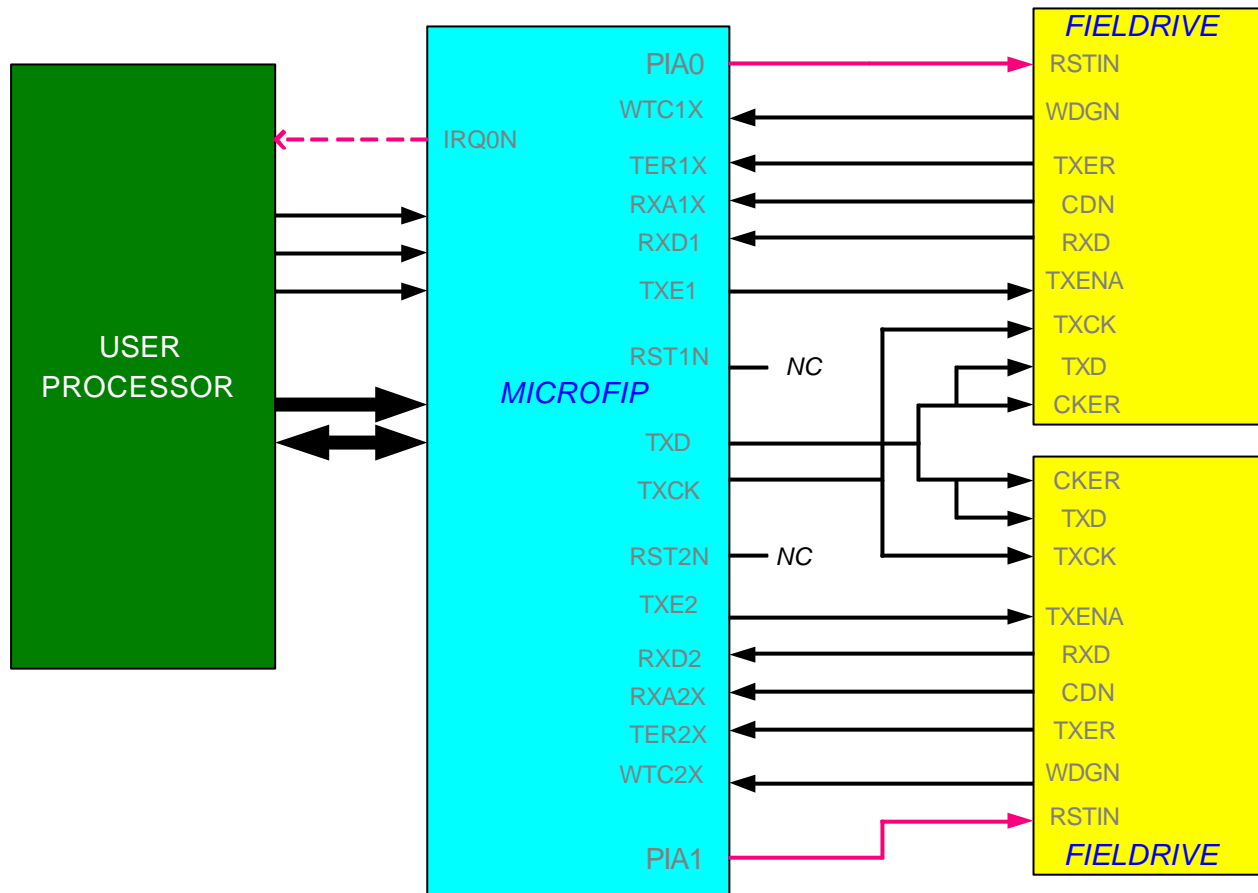 USER
PROCESSOR
MICROFIP
IRQ0N
PIA0
WTC1X
TER1X
RXA1X
RXD1
TXE1
RST1N
TXD
TXCK
RST2N
TXE2
RXD2
RXA2X
TER2X
WTC2X
PIA1
NC
NC
FIELDRIVE
RSTIN
WDGN
TXER
CDN
RXD
TXENA
TXCK
TXD
CKER
CKER
TXD
TXCK
TXENA
RXD
CDN
TXER
WDGN
RSTIN
FIELDRIVE